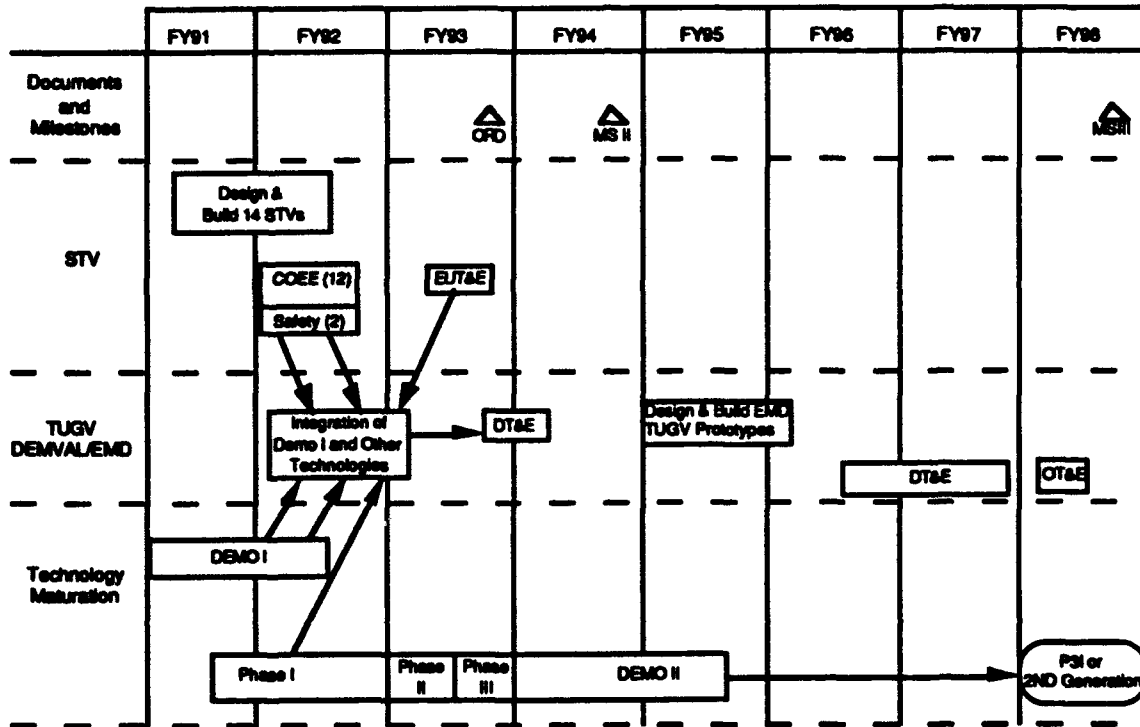 FY91 FY92 FY93 FY94 FY95 FY96 FY97 FY98
Documents
and
Milestones
ORD
MS II
MSIII
Design &
Build 14 STVs
STV
COEE (12)
EUT&E
Safety (2)
TUGV
DEMVAL/EMD
Integration of
Demo I and Other
Technologies
DT&E
Design & Build EMD
TUGV Prototypes
DT&E
OT&E
DEMO I
Technology
Maturation
Phase I
Phase
II
Phase
III
DEMO II
P3I or
2ND Generation